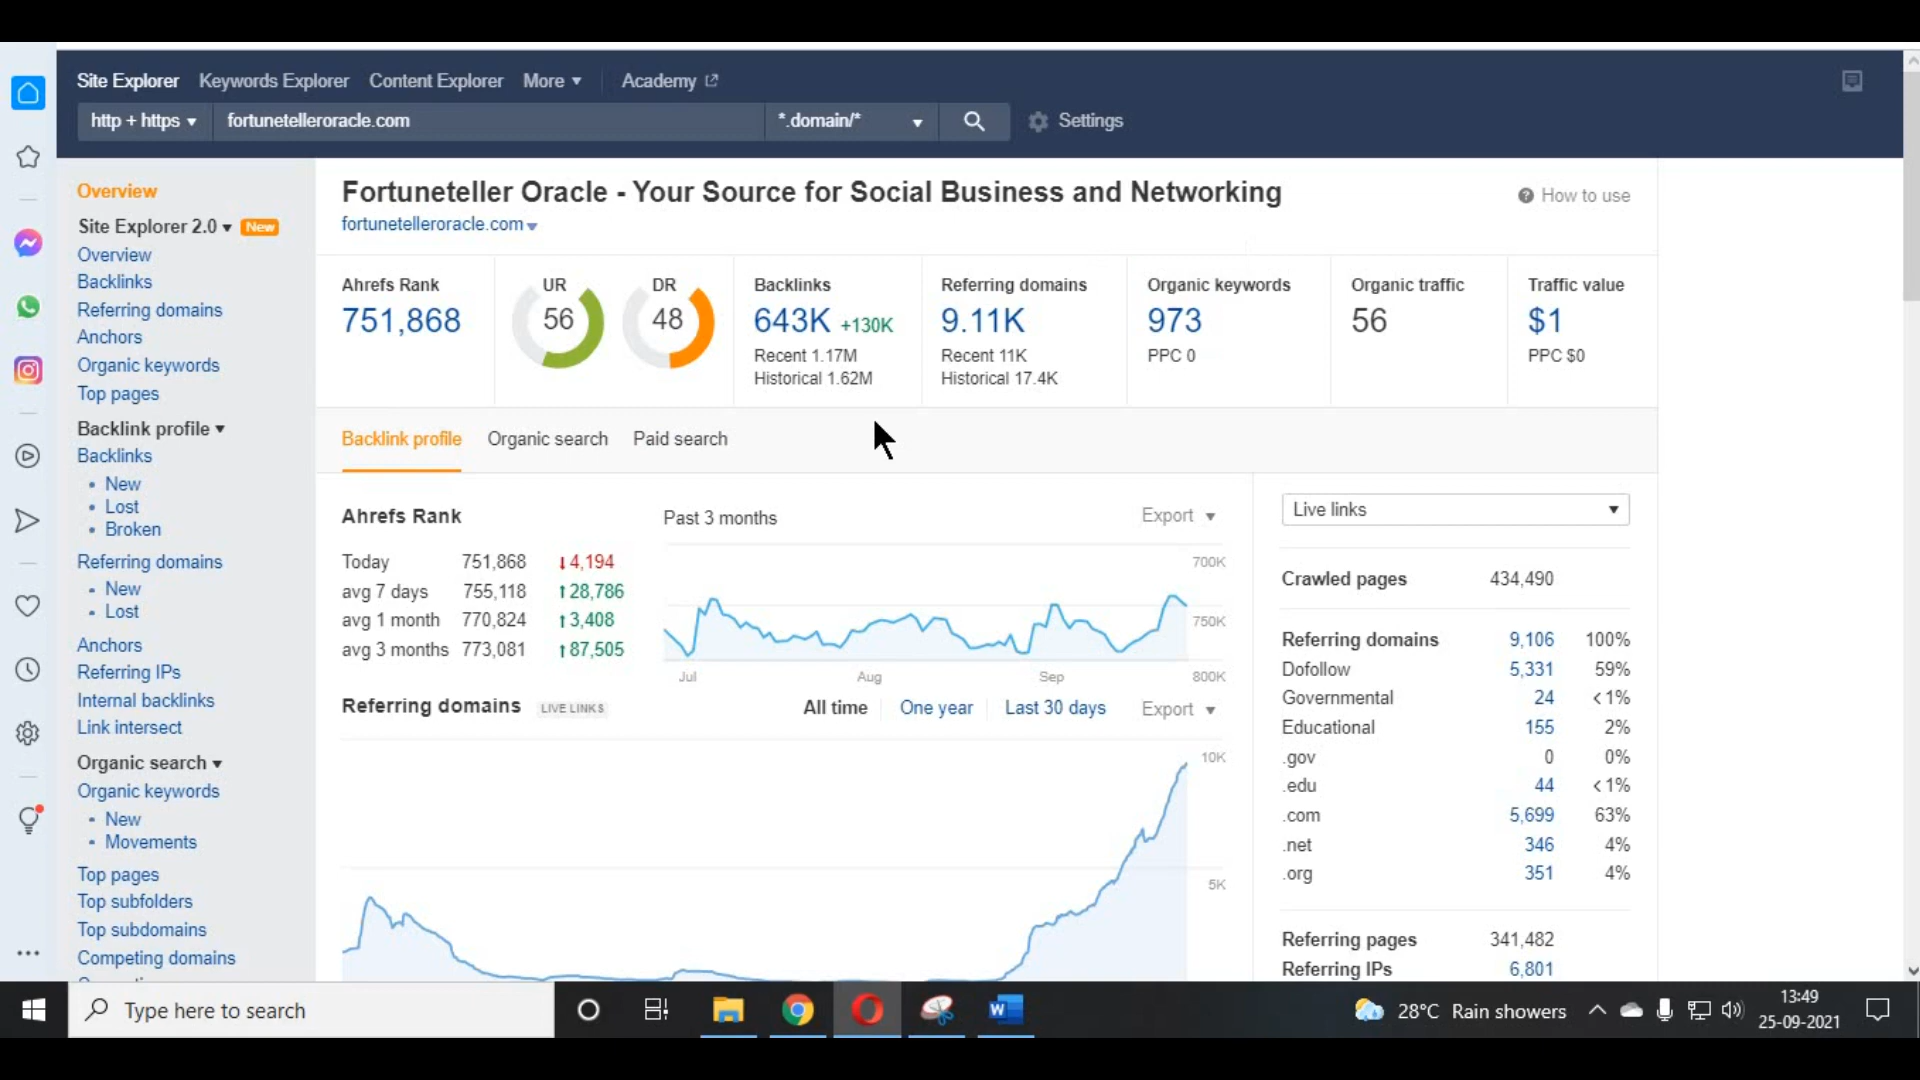 Site Explorer Keywords Explorer Content Explorer More Academy
http + https fortunetelleroracle.com *.domain/* Settings
Overview
Site Explorer 2.0 New
Overview
Backlinks
Referring domains
Anchors
Organic keywords
Top pages
Backlink profile
Backlinks
New
Lost
Broken
Referring domains
New
Lost
Anchors
Referring IPs
Internal backlinks
Link intersect
Organic search
Organic keywords
New
Movements
Top pages
Top subfolders
Top subdomains
Competing domains
Fortuneteller Oracle - Your Source for Social Business and Networking
How to use
fortunetelleroracle.com
Ahrefs Rank
751,868
UR
56
DR
48
Backlinks
643K +130K
Recent 1.17M
Historical 1.62M
Referring domains
9.11K
Recent 11K
Historical 17.4K
Organic keywords
973
PPC 0
Organic traffic
56
Traffic value
$1
PPC $0
Backlink profile Organic search Paid search
Ahrefs Rank
Today 751,868 ↓4,194
avg 7 days 755,118 ↑28,786
avg 1 month 770,824 ↑3,408
avg 3 months 773,081 ↑87,505
Past 3 months Export
700K
750K
800K
Jul Aug Sep
Referring domains LIVE LINKS All time One year Last 30 days Export
10K
5K
Live links
Crawled pages 434,490
Referring domains 9,106 100%
Dofollow 5,331 59%
Governmental 24 <1%
Educational 155 2%
.gov 0 0%
.edu 44 <1%
.com 5,699 63%
.net 346 4%
.org 351 4%
Referring pages 341,482
Referring IPs 6,801
Type here to search
28°C Rain showers
13:49
25-09-2021